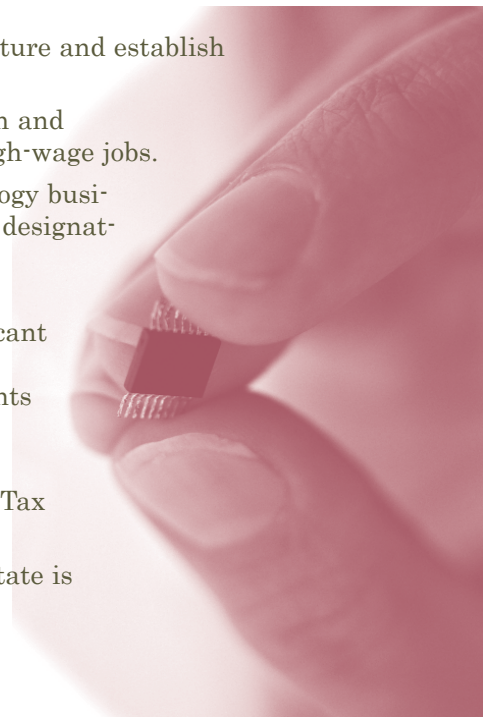 ture and establish
n and
gh-wage jobs.
ogy busi-
designat-
cant
nts
Tax
tate is